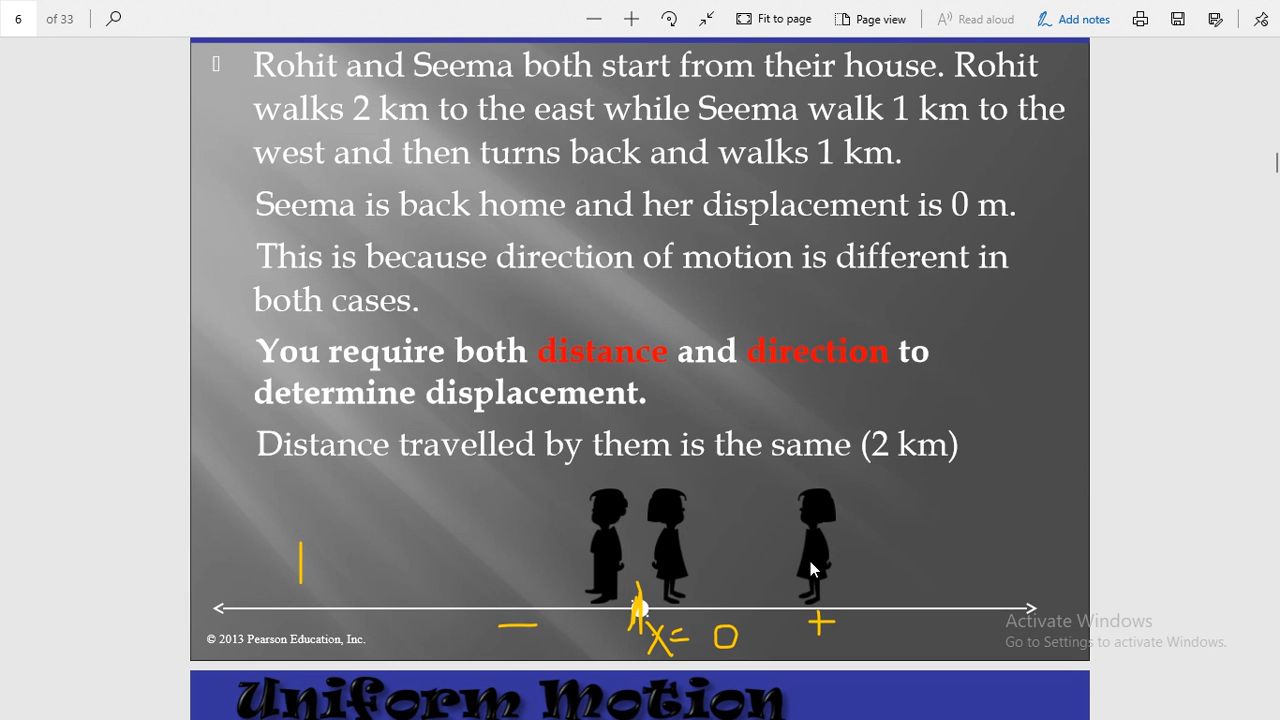 6 of 33 Fit to page Page view Read aloud Add notes
Rohit and Seema both start from their house. Rohit
walks 2 km to the east while Seema walk 1 km to the
west and then turns back and walks 1 km.
Seema is back home and her displacement is 0 m.
This is because direction of motion is different in
both cases.
You require both distance and direction to
determine displacement.
Distance travelled by them is the same (2 km)
|
− +
x = 0
Activate Windows
Go to Settings to activate Windows.
© 2013 Pearson Education, Inc.
Uniform Motion